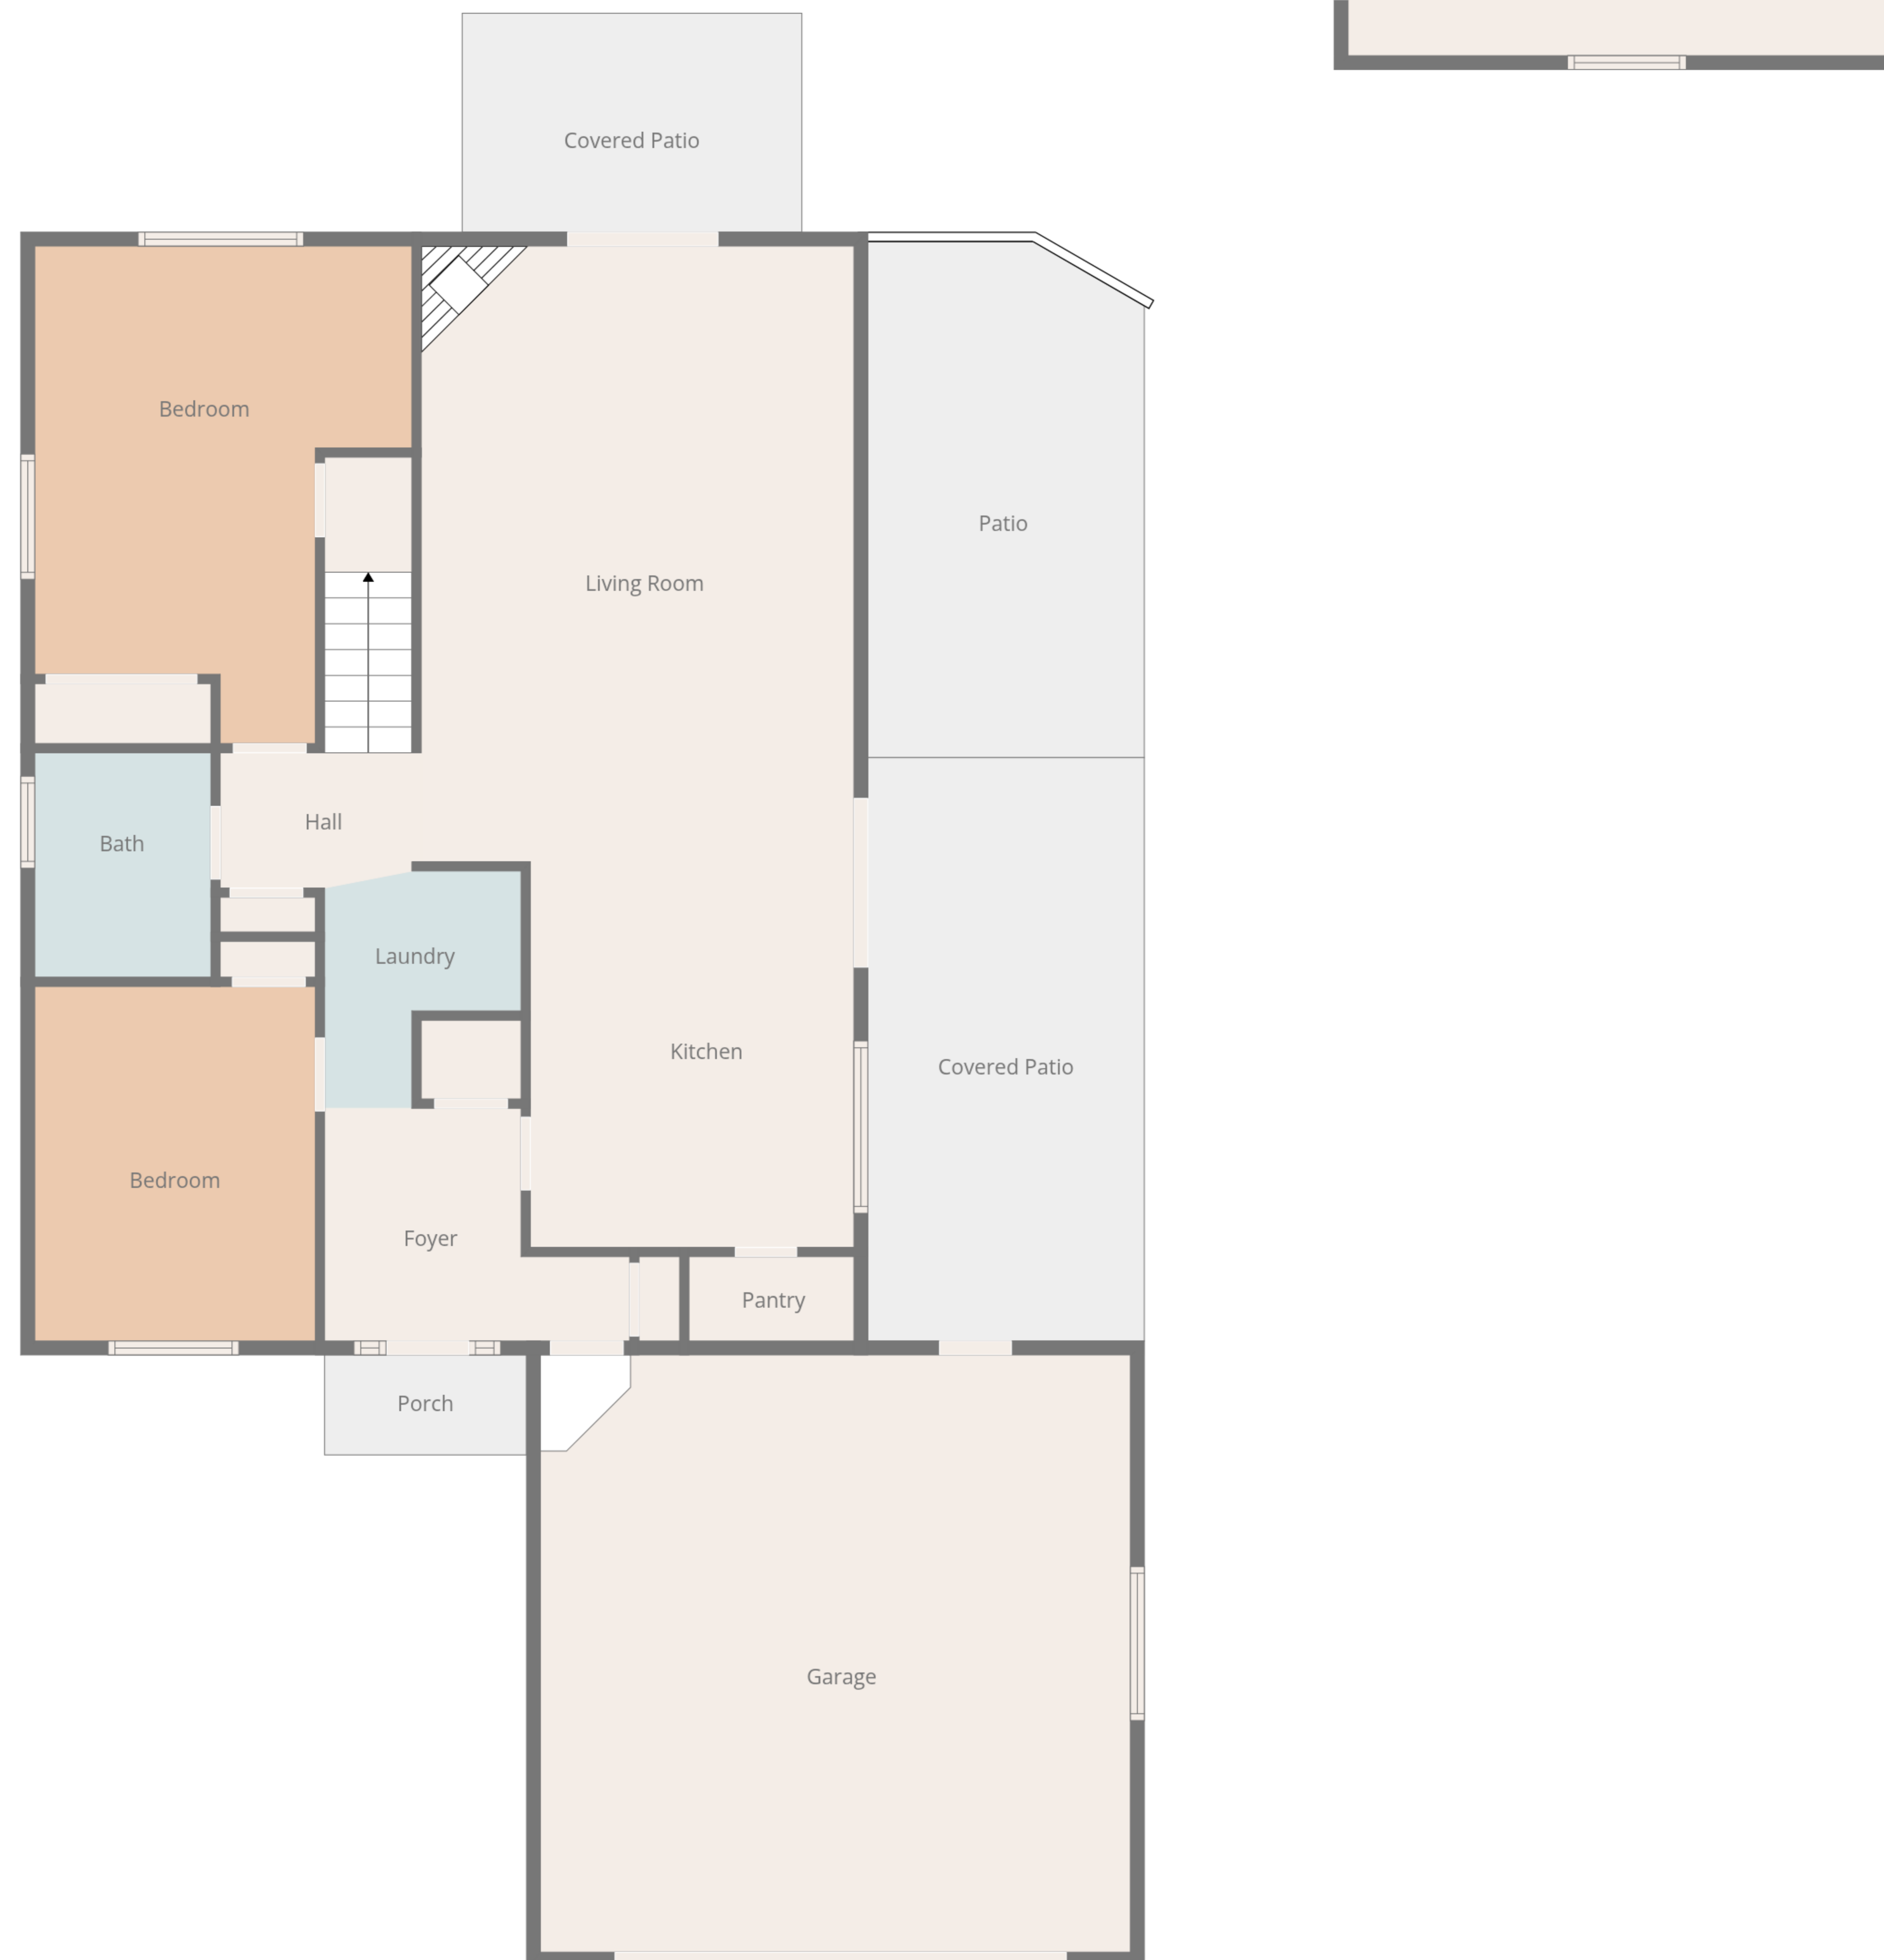 Covered Patio
Bedroom
Patio
Living Room
Hall
Bath
Laundry
Kitchen
Covered Patio
Bedroom
Foyer
Pantry
Porch
Garage